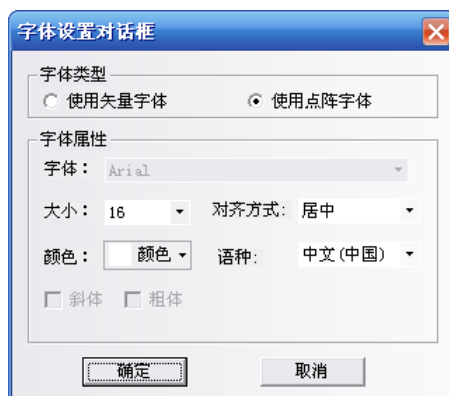 字体设置对话框
字体类型
使用矢量字体 使用点阵字体
字体属性
字体： Arial
大小： 16 对齐方式: 居中
颜色： 颜色 语种: 中文(中国)
斜体 粗体
确定 取消